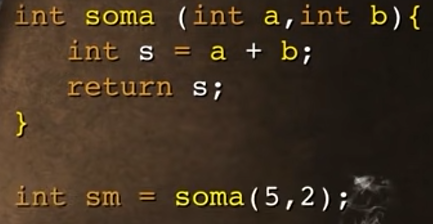 int soma (int a,int b){
int s = a + b;
return s;
}
int sm = soma(5,2);